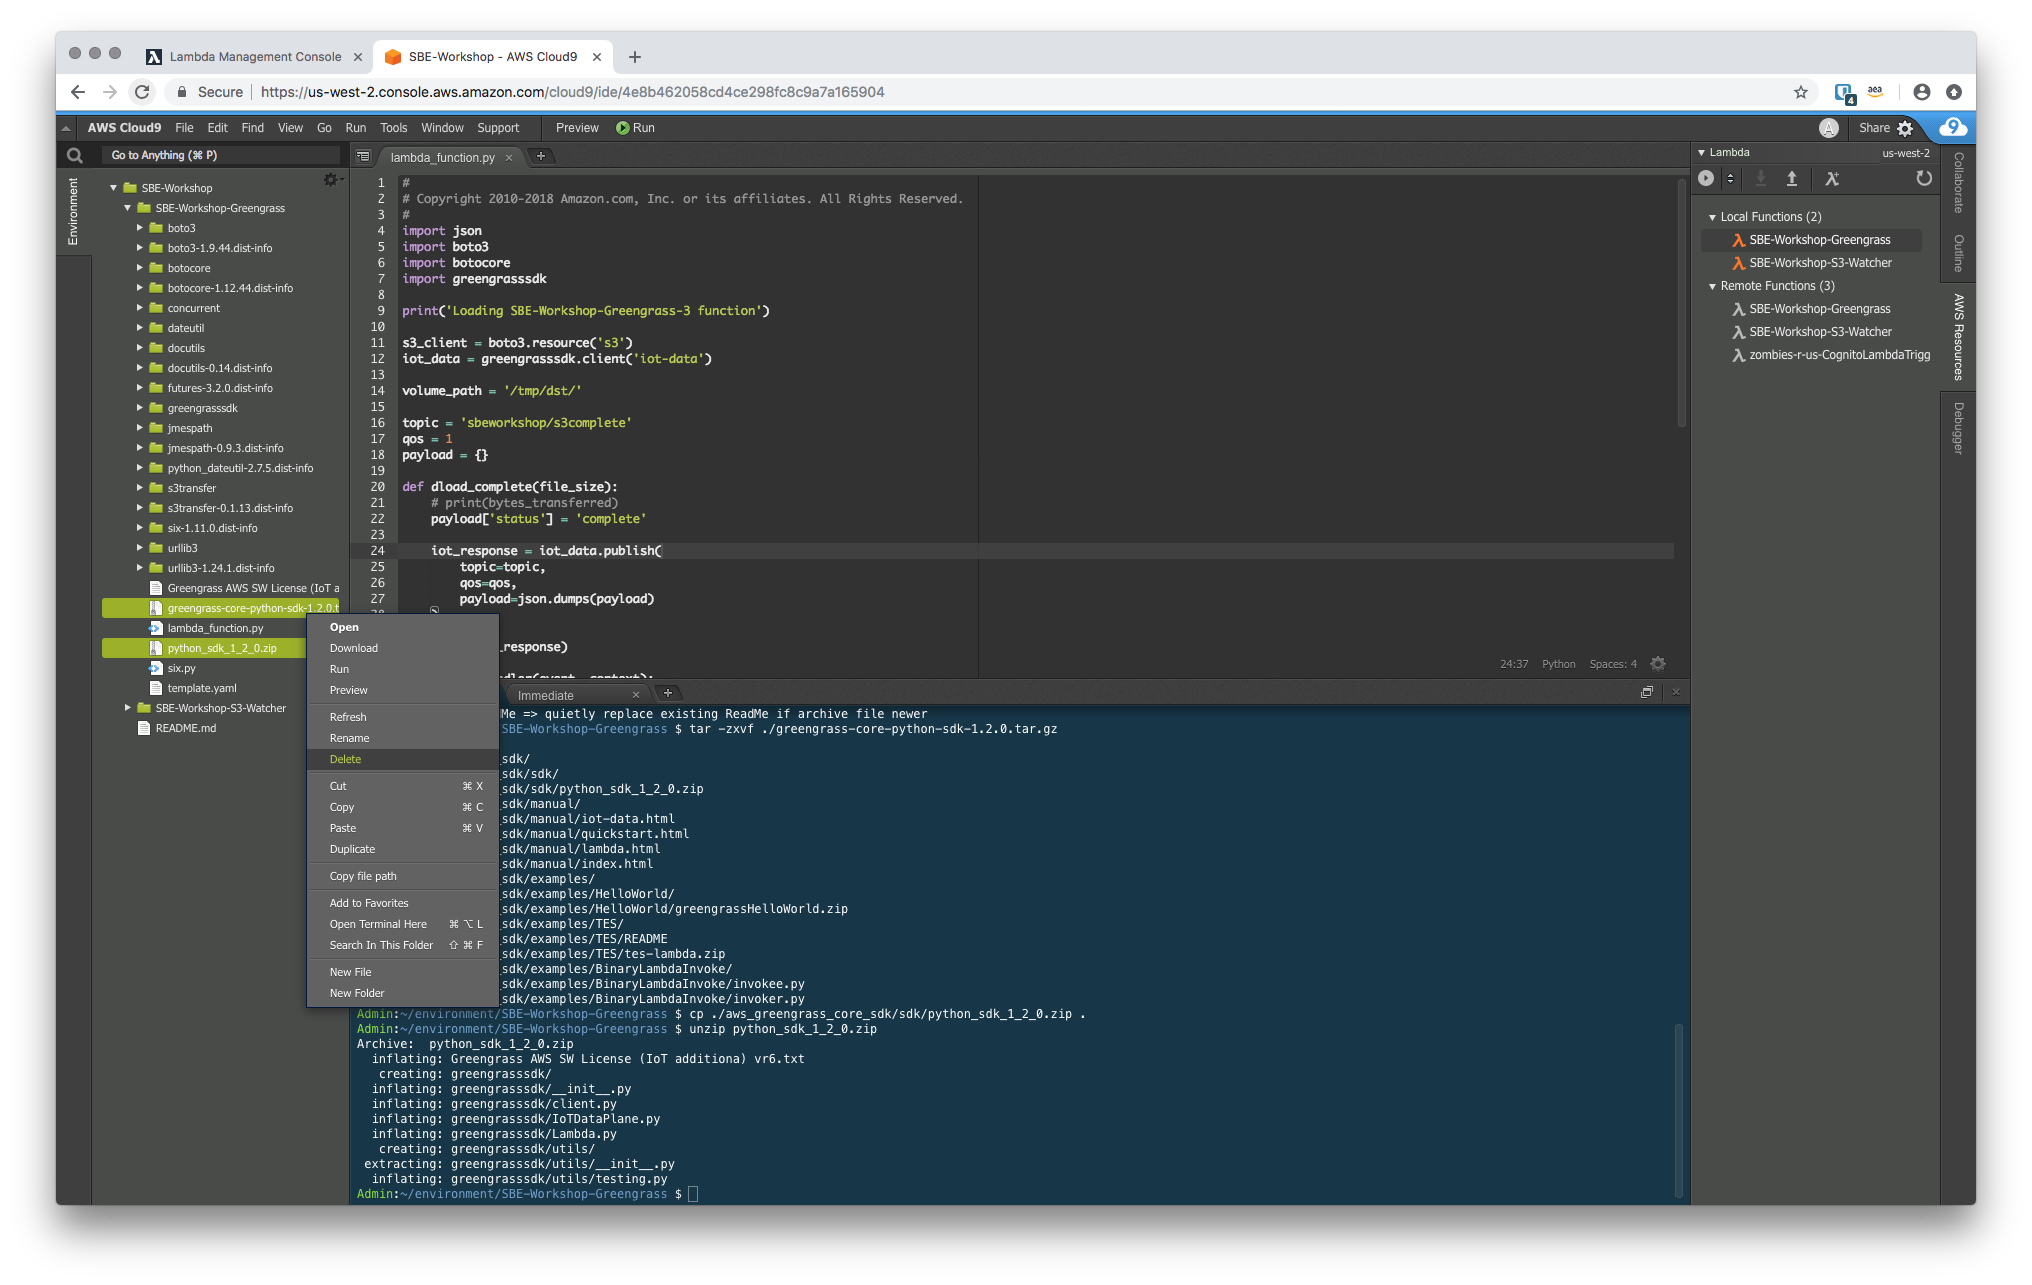 Lambda Management Console
SBE-Workshop - AWS Cloud9
Secure
https://us-west-2.console.aws.amazon.com/cloud9/ide/4e8b462058cd4ce298fc8c9a7a165904
4
aea
AWS Cloud9 File Edit Find View Go Run Tools Window Support Preview Run
A
Share
9
Go to Anything (⌘ P)
Environment
SBE-Workshop
SBE-Workshop-Greengrass
boto3
boto3-1.9.44.dist-info
botocore
botocore-1.12.44.dist-info
concurrent
dateutil
docutils
docutils-0.14.dist-info
futures-3.2.0.dist-info
greengrasssdk
jmespath
jmespath-0.9.3.dist-info
python_dateutil-2.7.5.dist-info
s3transfer
s3transfer-0.1.13.dist-info
six-1.11.0.dist-info
urllib3
urllib3-1.24.1.dist-info
Greengrass AWS SW License (IoT a
greengrass-core-python-sdk-1.2.0.t
lambda_function.py
python_sdk_1_2_0.zip
six.py
template.yaml
SBE-Workshop-S3-Watcher
README.md
Open
Download
Run
Preview
Refresh
Rename
Delete
Cut ⌘ X
Copy ⌘ C
Paste ⌘ V
Duplicate
Copy file path
Add to Favorites
Open Terminal Here ⌘ ⌥ L
Search In This Folder ⇧ ⌘ F
New File
New Folder
lambda_function.py
1 #
2 # Copyright 2010-2018 Amazon.com, Inc. or its affiliates. All Rights Reserved.
3 #
4 import json
5 import boto3
6 import botocore
7 import greengrasssdk
8
9 print('Loading SBE-Workshop-Greengrass-3 function')
10
11 s3_client = boto3.resource('s3')
12 iot_data = greengrasssdk.client('iot-data')
13
14 volume_path = '/tmp/dst/'
15
16 topic = 'sbeworkshop/s3complete'
17 qos = 1
18 payload = {}
19
20 def dload_complete(file_size):
21 # print(bytes_transferred)
22 payload['status'] = 'complete'
23
24 iot_response = iot_data.publish(
25 topic=topic,
26 qos=qos,
27 payload=json.dumps(payload)
)
_response)
24:37 Python Spaces: 4
Immediate
Me => quietly replace existing ReadMe if archive file newer
SBE-Workshop-Greengrass $ tar -zxvf ./greengrass-core-python-sdk-1.2.0.tar.gz
_sdk/
_sdk/sdk/
_sdk/sdk/python_sdk_1_2_0.zip
_sdk/manual/
_sdk/manual/iot-data.html
_sdk/manual/quickstart.html
_sdk/manual/lambda.html
_sdk/manual/index.html
_sdk/examples/
_sdk/examples/HelloWorld/
_sdk/examples/HelloWorld/greengrassHelloWorld.zip
_sdk/examples/TES/
_sdk/examples/TES/README
_sdk/examples/TES/tes-lambda.zip
_sdk/examples/BinaryLambdaInvoke/
_sdk/examples/BinaryLambdaInvoke/invokee.py
_sdk/examples/BinaryLambdaInvoke/invoker.py
Admin:~/environment/SBE-Workshop-Greengrass $ cp ./aws_greengrass_core_sdk/sdk/python_sdk_1_2_0.zip .
Admin:~/environment/SBE-Workshop-Greengrass $ unzip python_sdk_1_2_0.zip
Archive: python_sdk_1_2_0.zip
inflating: Greengrass AWS SW License (IoT additiona) vr6.txt
creating: greengrasssdk/
inflating: greengrasssdk/__init__.py
inflating: greengrasssdk/client.py
inflating: greengrasssdk/IoTDataPlane.py
inflating: greengrasssdk/Lambda.py
creating: greengrasssdk/utils/
extracting: greengrasssdk/utils/__init__.py
inflating: greengrasssdk/utils/testing.py
Admin:~/environment/SBE-Workshop-Greengrass $
Lambda us-west-2
Local Functions (2)
SBE-Workshop-Greengrass
SBE-Workshop-S3-Watcher
Remote Functions (3)
SBE-Workshop-Greengrass
SBE-Workshop-S3-Watcher
zombies-r-us-CognitoLambdaTrigg
Collaborate
Outline
AWS Resources
Debugger